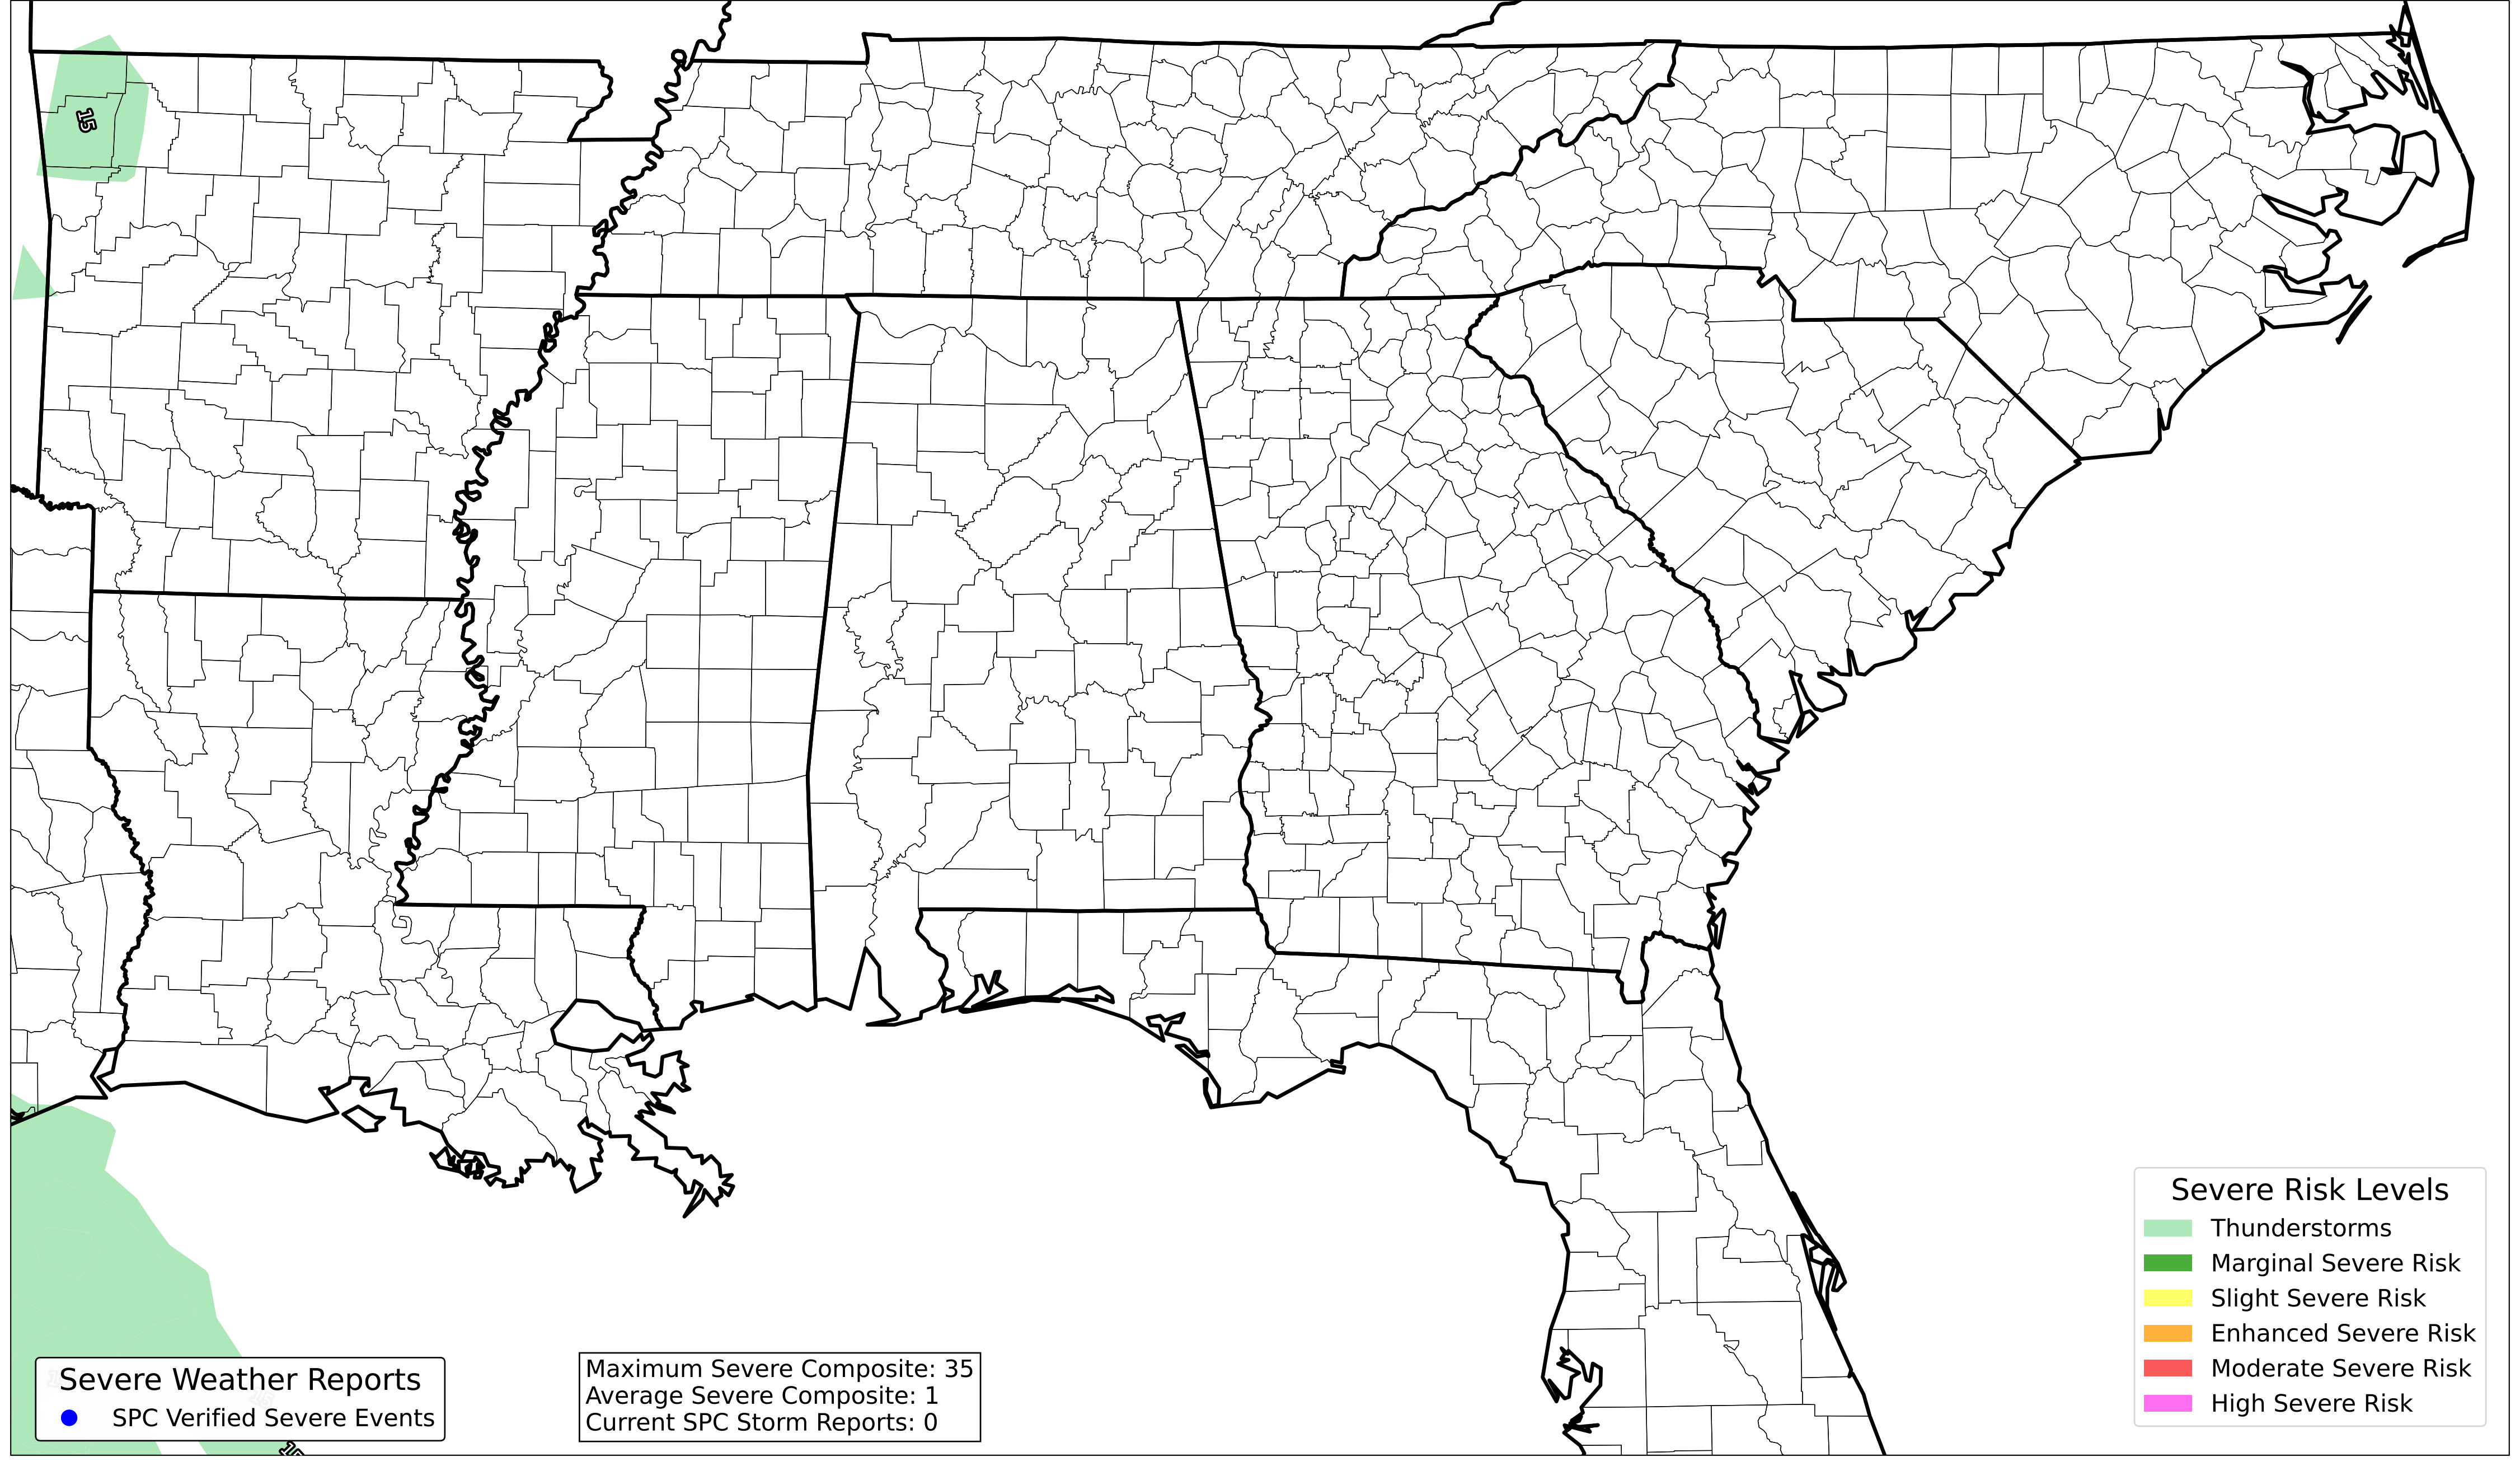 15
Severe Weather Reports
SPC Verified Severe Events
Maximum Severe Composite: 35
Average Severe Composite: 1
Current SPC Storm Reports: 0
Severe Risk Levels
Thunderstorms
Marginal Severe Risk
Slight Severe Risk
Enhanced Severe Risk
Moderate Severe Risk
High Severe Risk